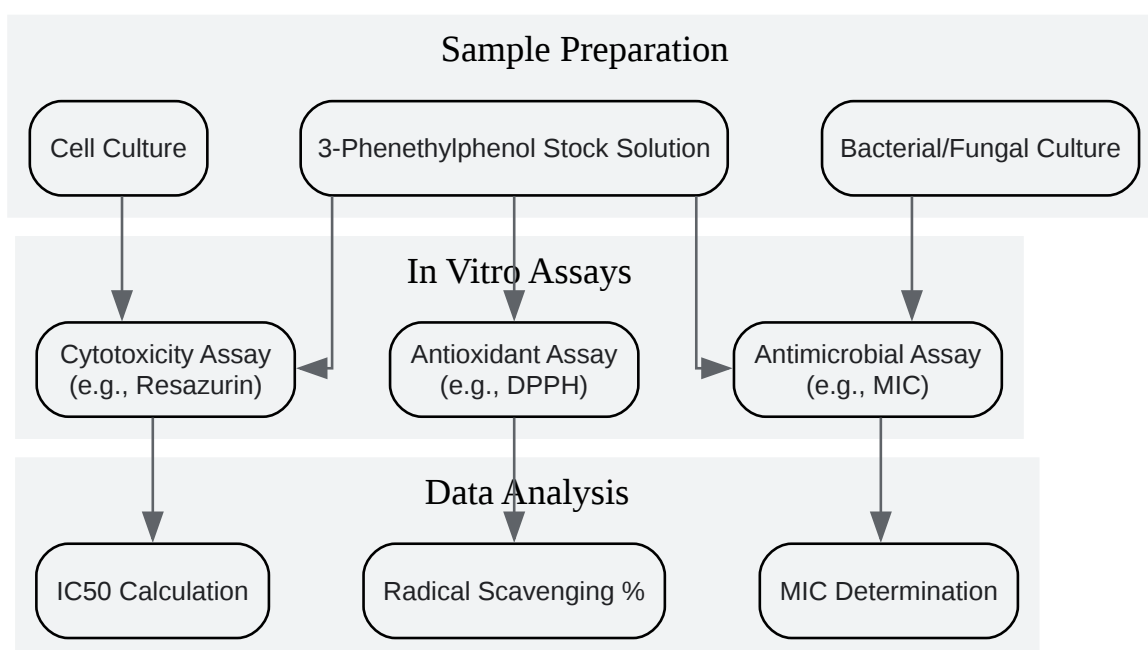 Sample Preparation
Cell Culture
3-Phenethylphenol Stock Solution
Bacterial/Fungal Culture
In Vitro Assays
Cytotoxicity Assay
(e.g., Resazurin)
Antioxidant Assay
(e.g., DPPH)
Antimicrobial Assay
(e.g., MIC)
Data Analysis
IC50 Calculation
Radical Scavenging %
MIC Determination